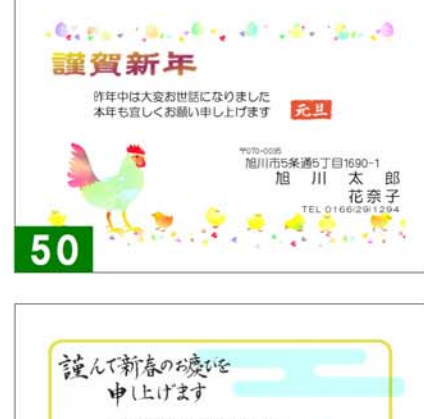 謹賀新年
昨年中は大変お世話になりました
本年も宜しくお願い申し上げます
元旦
〒070-0035
旭川市5条通5丁目1690-1
旭 川 太 郎
花奈子
TEL 0166(29)1294
50
謹んで新春のお慶びを
申し上げます